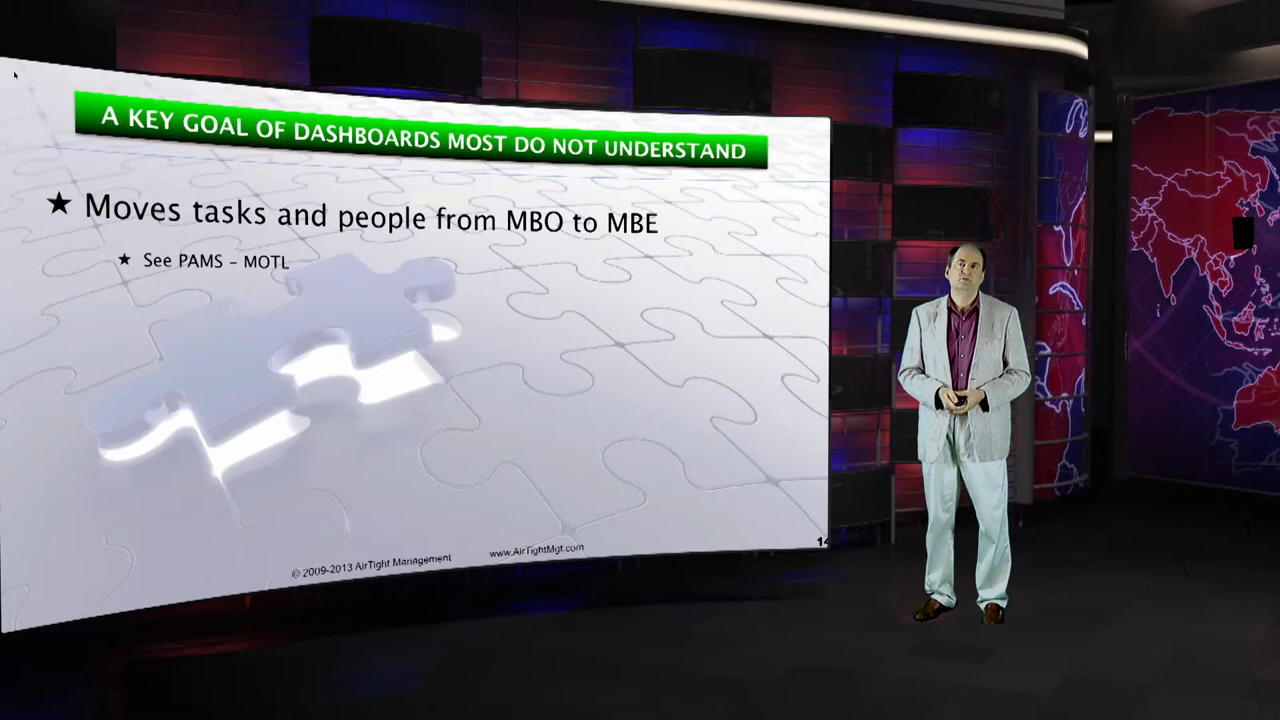 A KEY GOAL OF DASHBOARDS MOST DO NOT UNDERSTAND
★ Moves tasks and people from MBO to MBE
★ See PAMS – MOTL
© 2009-2013 AirTight Management www.AirTightMgt.com
14